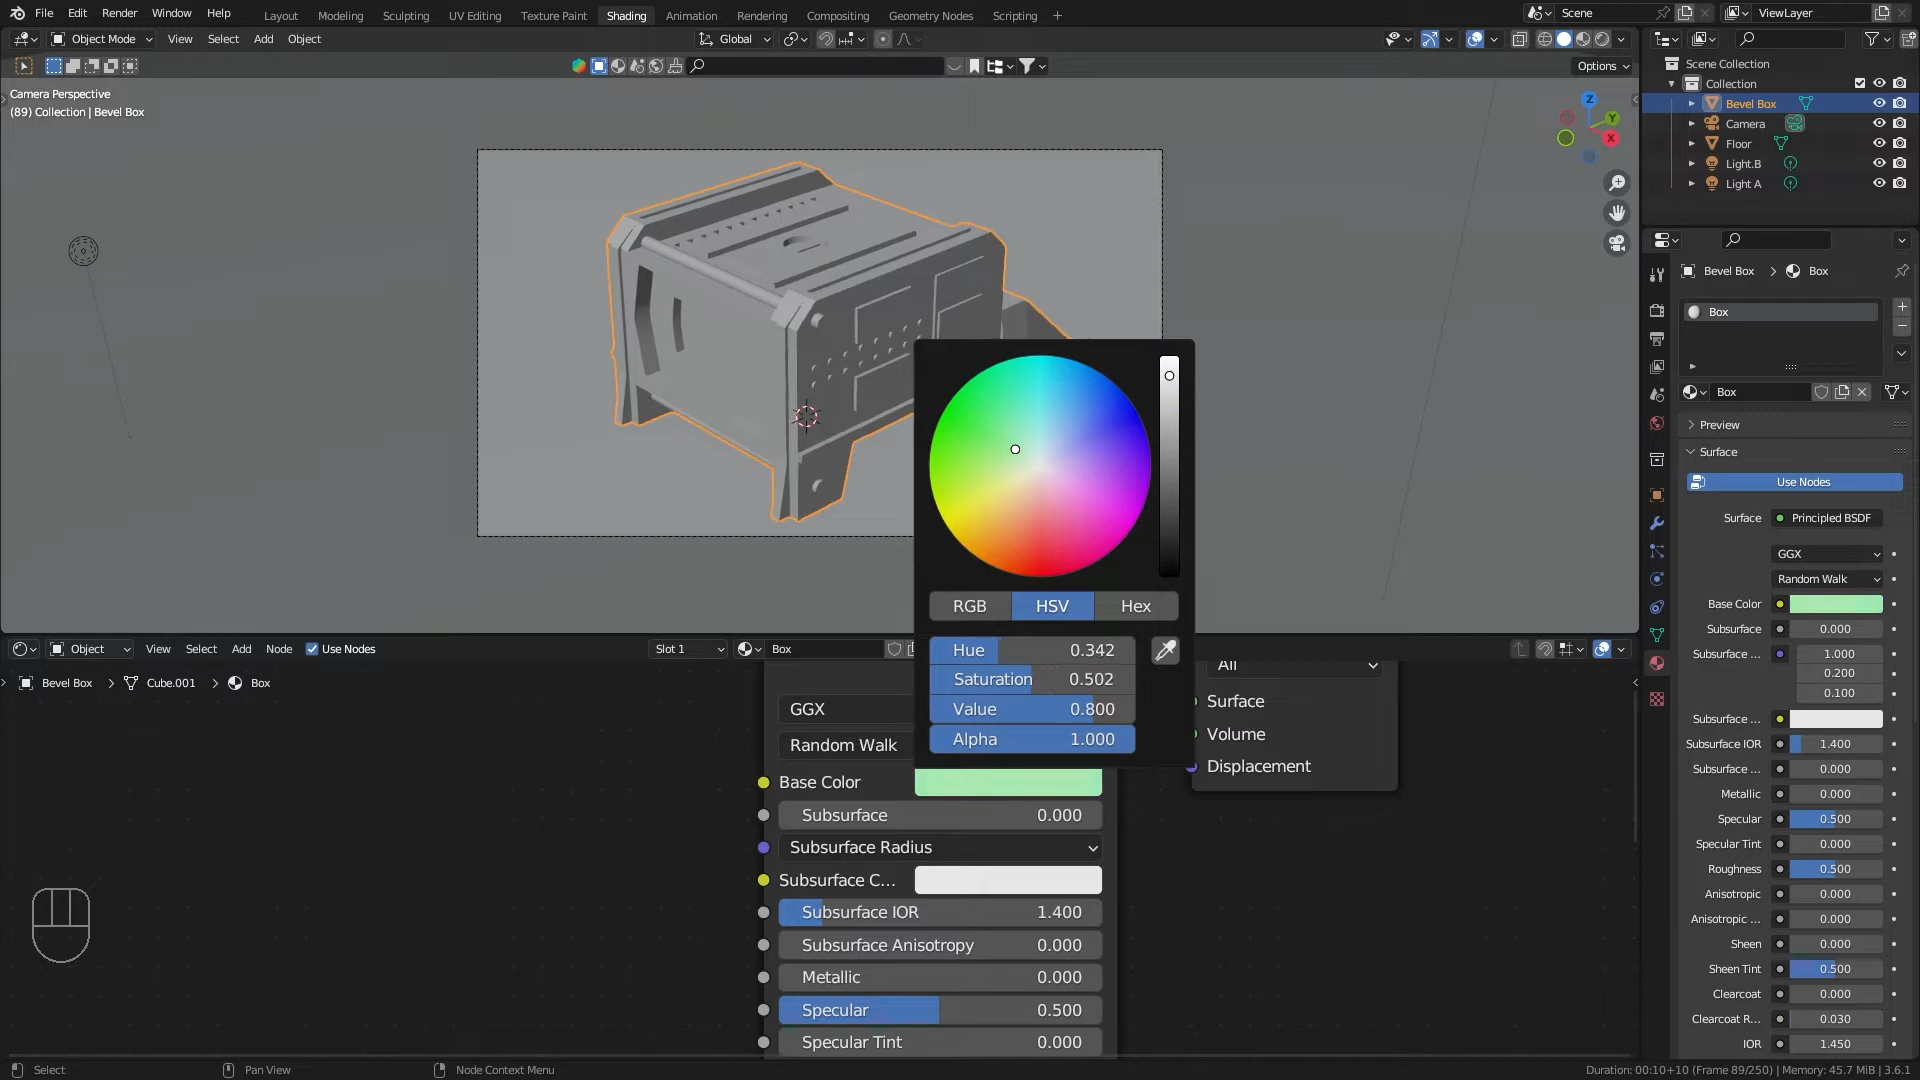 File Edit Render Window Help
Layout Modeling Sculpting UV Editing Texture Paint Shading Animation Rendering Compositing Geometry Nodes Scripting
Scene
ViewLayer
Object Mode View Select Add Object
Global
Options
Camera Perspective
(89) Collection | Bevel Box
Z
Y
X
Scene Collection
Collection
Bevel Box
Camera
Floor
Light.B
Light A
Bevel Box > Box
Box
Box
Preview
Surface
Use Nodes
Surface Principled BSDF
GGX
Random Walk
Base Color
Subsurface 0.000
Subsurface ... 1.000
0.200
0.100
Subsurface ...
Subsurface IOR 1.400
Subsurface ... 0.000
Metallic 0.000
Specular 0.500
Specular Tint 0.000
Roughness 0.500
Anisotropic 0.000
Anisotropic ... 0.000
Sheen 0.000
Sheen Tint 0.500
Clearcoat 0.000
Clearcoat R... 0.030
IOR 1.450
RGB HSV Hex
Hue 0.342
Saturation 0.502
Value 0.800
Alpha 1.000
Object View Select Add Node Use Nodes
Slot 1
Box
Bevel Box > Cube.001 > Box
GGX
Random Walk
Base Color
Subsurface 0.000
Subsurface Radius
Subsurface C...
Subsurface IOR 1.400
Subsurface Anisotropy 0.000
Metallic 0.000
Specular 0.500
Specular Tint 0.000
All
Surface
Volume
Displacement
Select
Pan View
Node Context Menu
Duration: 00:10+10 (Frame 89/250) | Memory: 45.7 MiB | 3.6.1